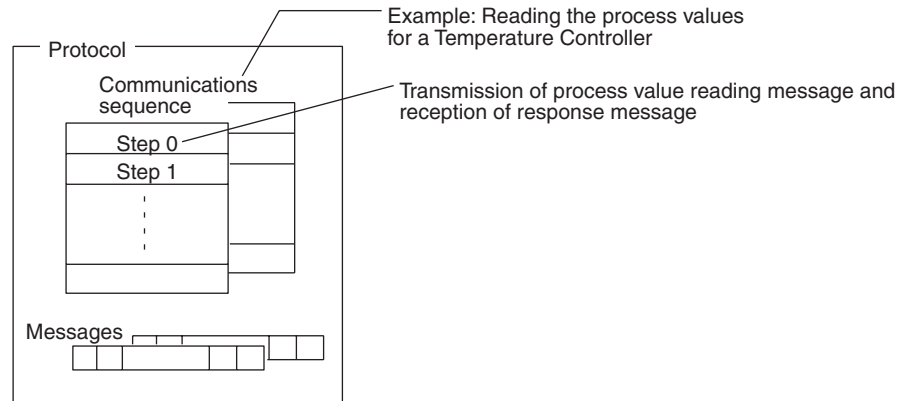 Example: Reading the process values
for a Temperature Controller
Protocol
Communications
sequence
Transmission of process value reading message and
reception of response message
Step 0
Step 1
Messages